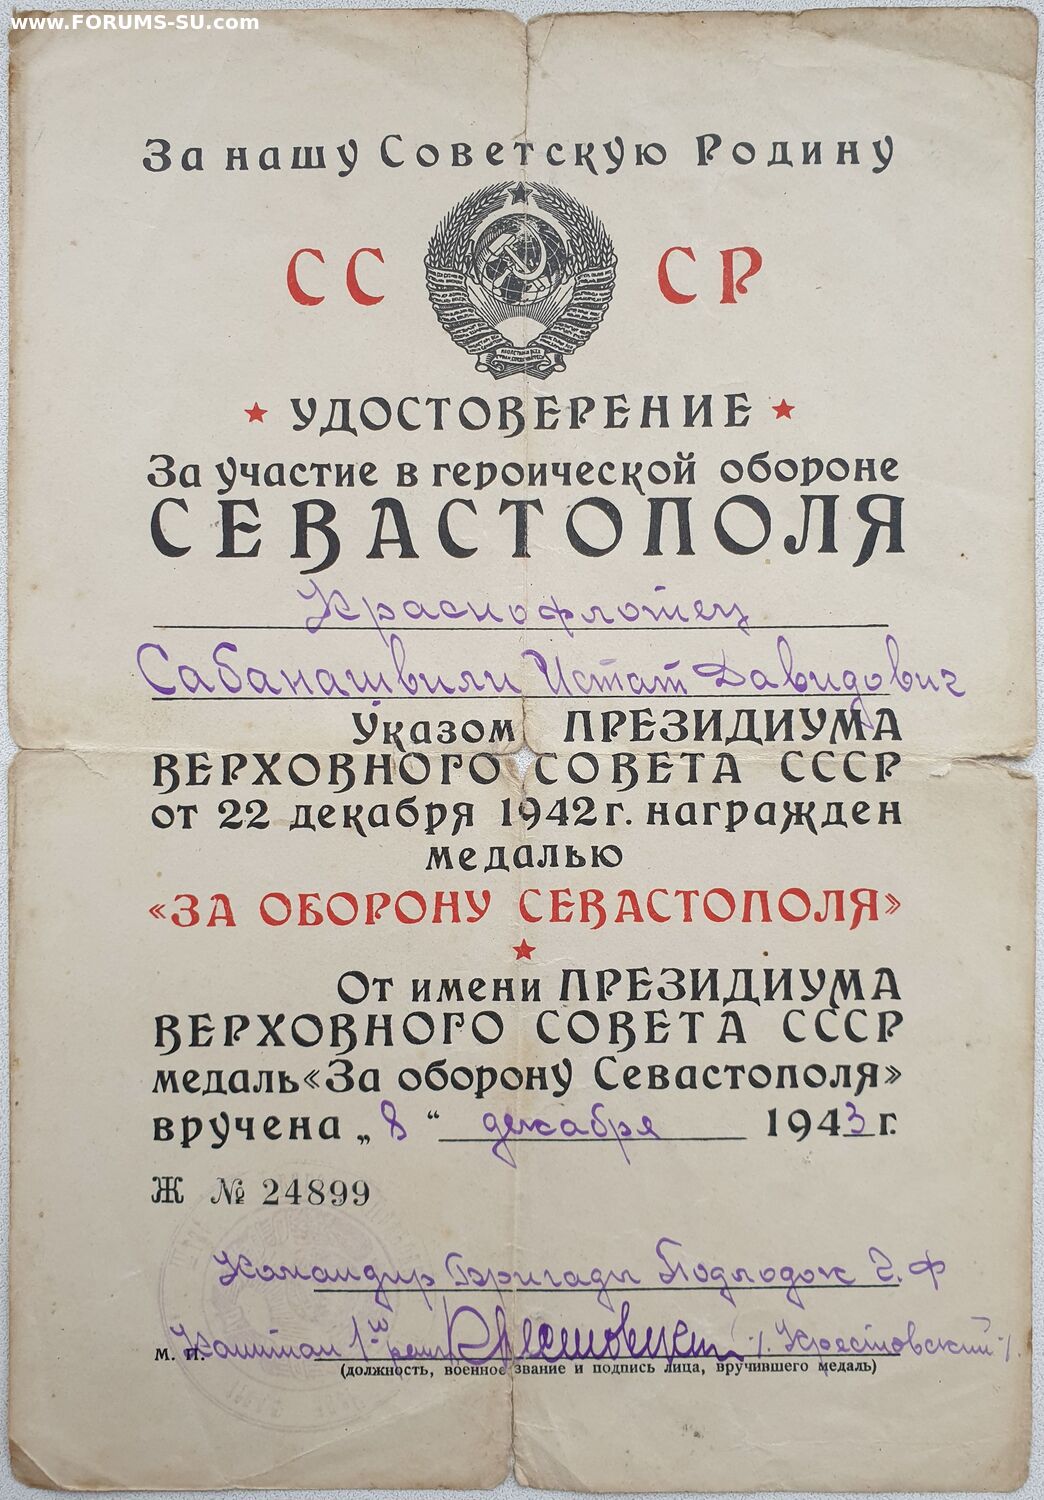 www.FORUMS-SU.com
За нашу Советскую Родину
СС СР
УДОСТОВЕРЕНИЕ
За участие в героической обороне
СЕВАСТОПОЛЯ
Краснофлотец
Сабанашвили Истат Давидович
Указом ПРЕЗИДИУМА
ВЕРХОВНОГО СОВЕТА СССР
от 22 декабря 1942 г. награжден
медалью
«ЗА ОБОРОНУ СЕВАСТОПОЛЯ»
От имени ПРЕЗИДИУМА
ВЕРХОВНОГО СОВЕТА СССР
медаль «За оборону Севастополя»
вручена „8“ декабря 1943 г.
Ж № 24899
Командир Бригады Подлодок Ч.Ф
м. п. Капитан 1го ранга /. Крестовский ./
(должность, военное звание и подпись лица, вручившего медаль)